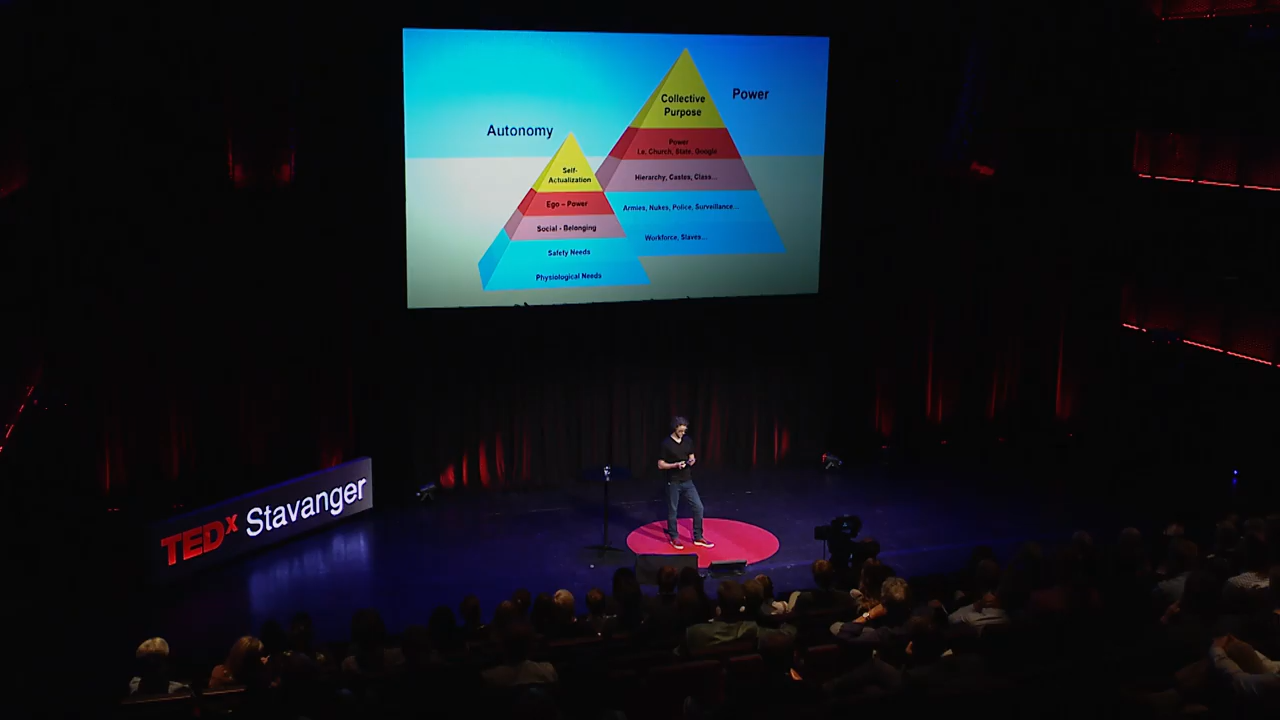 Autonomy
Self-
Actualization
Ego – Power
Social - Belonging
Safety Needs
Physiological Needs
Power
Collective
Purpose
Power
i.e. Church, State, Google
Hierarchy, Castes, Class...
Armies, Nukes, Police, Surveillance...
Workforce, Slaves...
TEDx Stavanger